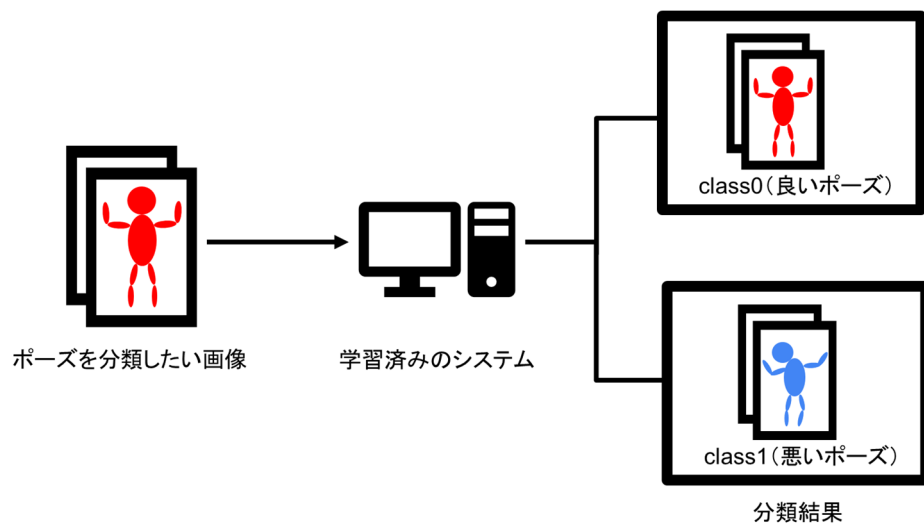 class0（良いポーズ）
ポーズを分類したい画像
学習済みのシステム
class1（悪いポーズ）
分類結果